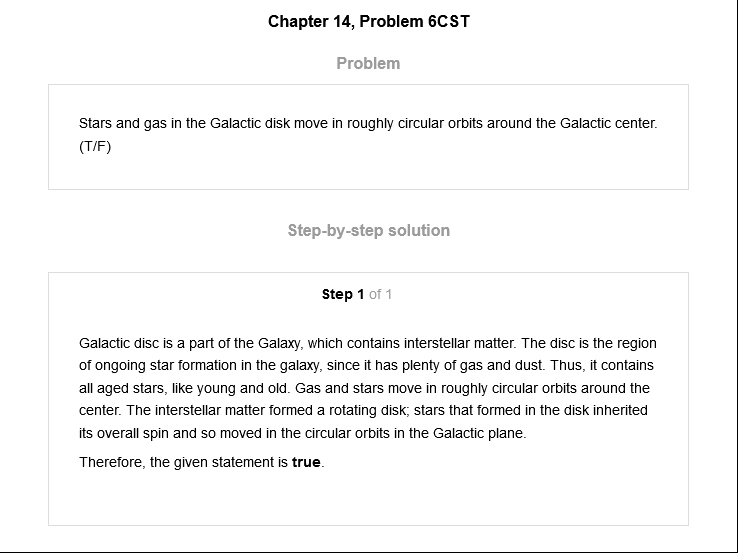 Chapter 14, Problem 6CST
Problem
Stars and gas in the Galactic disk move in roughly circular orbits around the Galactic center.
(T/F)
Step-by-step solution
Step 1 of 1
Galactic disc is a part of the Galaxy, which contains interstellar matter. The disc is the region
of ongoing star formation in the galaxy, since it has plenty of gas and dust. Thus, it contains
all aged stars, like young and old. Gas and stars move in roughly circular orbits around the
center. The interstellar matter formed a rotating disk; stars that formed in the disk inherited
its overall spin and so moved in the circular orbits in the Galactic plane.
Therefore, the given statement is true.